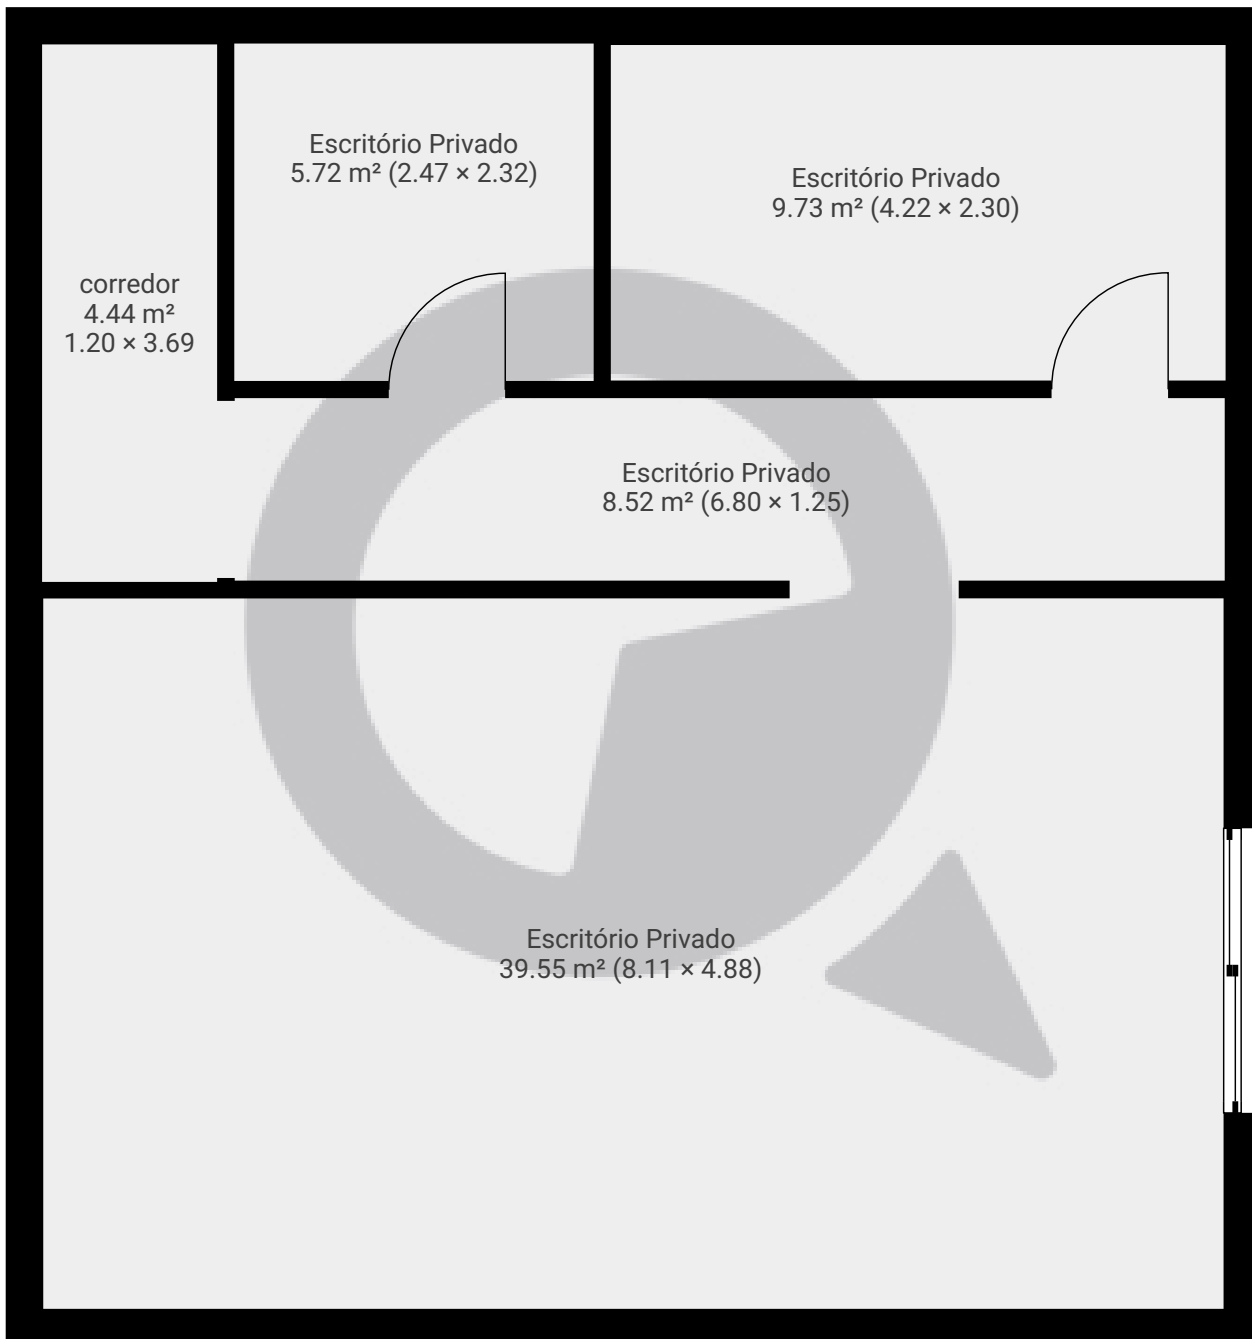 Escritório Privado
5.72 m² (2.47 × 2.32)
Escritório Privado
9.73 m² (4.22 × 2.30)
corredor
4.44 m²
1.20 × 3.69
Escritório Privado
8.52 m² (6.80 × 1.25)
Escritório Privado
39.55 m² (8.11 × 4.88)